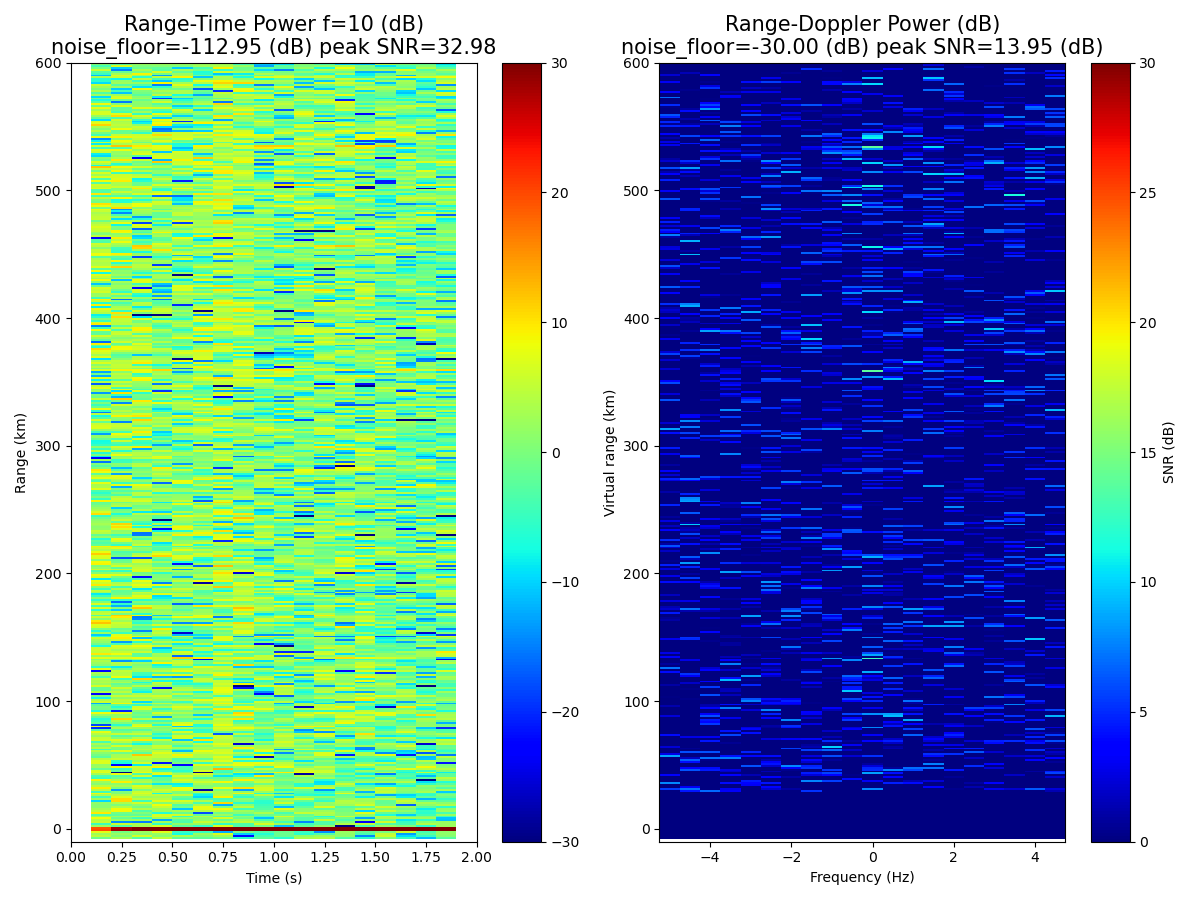 Range-Time Power f=10 (dB)
noise_floor=-112.95 (dB) peak SNR=32.98
600
500
400
300
200
100
0
Range (km)
0.00 0.25 0.50 0.75 1.00 1.25 1.50 1.75 2.00
Time (s)
30
20
10
0
−10
−20
−30
Range-Doppler Power (dB)
noise_floor=-30.00 (dB) peak SNR=13.95 (dB)
600
500
400
300
200
100
0
Virtual range (km)
−4 −2 0 2 4
Frequency (Hz)
30
25
20
15
10
5
0
SNR (dB)